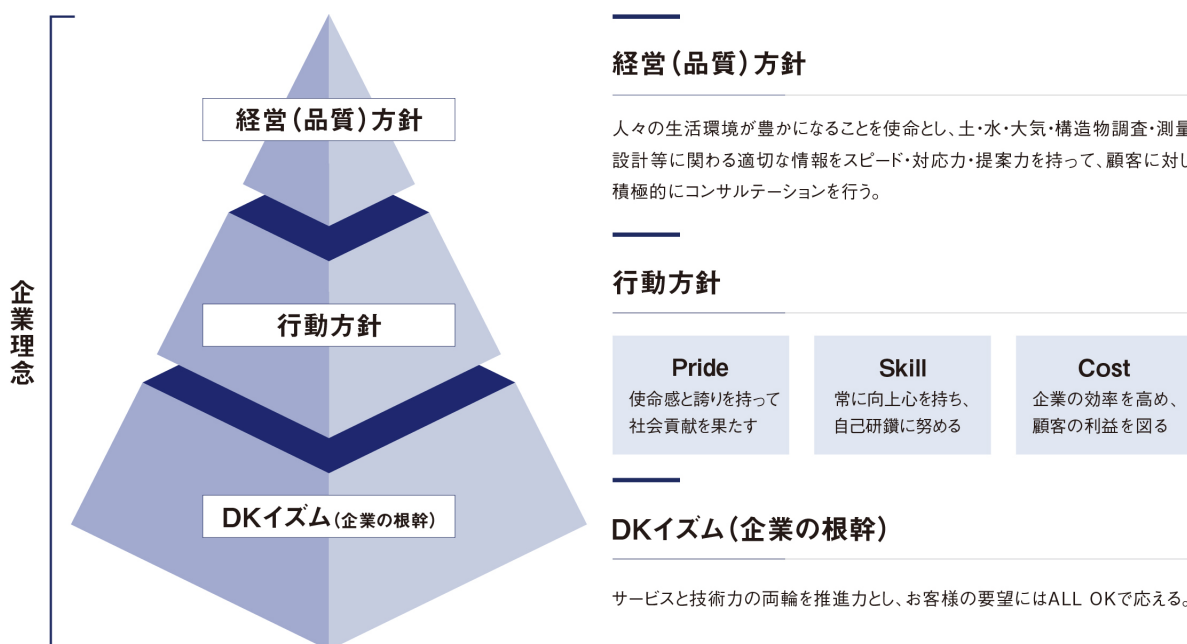 企業理念
経営(品質)方針
行動方針
DKイズム(企業の根幹)
経営(品質)方針
人々の生活環境が豊かになることを使命とし、土・水・大気・構造物調査・測量
設計等に関わる適切な情報をスピード・対応力・提案力を持って、顧客に対し
積極的にコンサルテーションを行う。
行動方針
Pride
使命感と誇りを持って
社会貢献を果たす
Skill
常に向上心を持ち、
自己研鑽に努める
Cost
企業の効率を高め、
顧客の利益を図る
DKイズム(企業の根幹)
サービスと技術力の両輪を推進力とし、お客様の要望にはALL OKで応える。